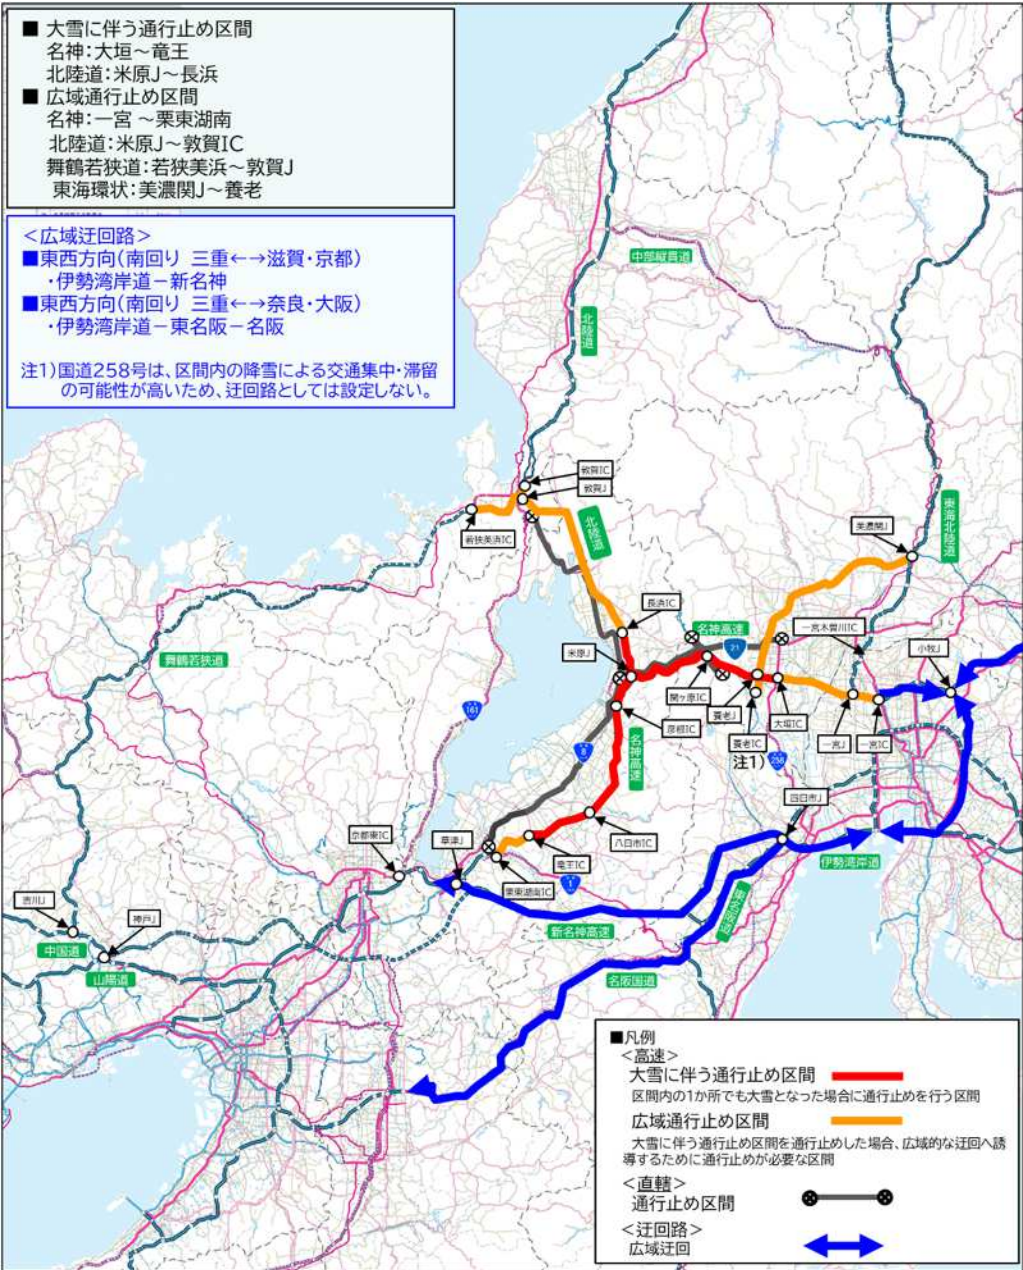 ■ 大雪に伴う通行止め区間
名神：大垣～竜王
北陸道：米原J～長浜
■ 広域通行止め区間
名神：一宮 ～栗東湖南
北陸道：米原J～敦賀IC
舞鶴若狭道：若狭美浜～敦賀J
東海環状：美濃関J～養老
＜広域迂回路＞
■東西方向（南回り 三重←→滋賀・京都）
・伊勢湾岸道－新名神
■東西方向（南回り 三重←→奈良・大阪）
・伊勢湾岸道－東名阪－名阪
注1）国道258号は、区間内の降雪による交通集中・滞留
の可能性が高いため、迂回路としては設定しない。
中部縦貫道
北陸道
敦賀IC
敦賀J
若狭美浜IC
北陸道
東海北陸道
美濃関J
長浜IC
名神高速
一宮木曽川IC
小牧J
21
米原J
舞鶴若狭道
関ヶ原IC
養老J
大垣IC
161
彦根IC
養老IC
注1）
一宮J
一宮IC
名神高速
8
258
四日市J
京都東IC
草津J
八日市IC
伊勢湾岸道
竜王IC
栗東湖南IC
1
吉川J
神戸J
新名神高速
東名阪道
中国道
山陽道
名阪国道
■凡例
＜高速＞
大雪に伴う通行止め区間
区間内の1か所でも大雪となった場合に通行止めを行う区間
広域通行止め区間
大雪に伴う通行止め区間を通行止めした場合、広域的な迂回へ誘
導するために通行止めが必要な区間
＜直轄＞
通行止め区間
＜迂回路＞
広域迂回